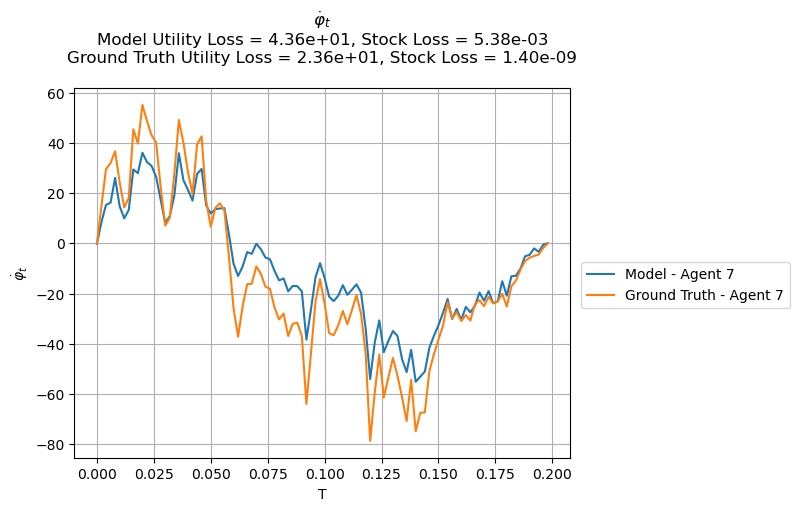 φ̇ₜ
Model Utility Loss = 4.36e+01, Stock Loss = 5.38e-03
Ground Truth Utility Loss = 2.36e+01, Stock Loss = 1.40e-09
60
40
20
0
−20
−40
−60
−80
φ̇ₜ
0.000 0.025 0.050 0.075 0.100 0.125 0.150 0.175 0.200
T
Model - Agent 7
Ground Truth - Agent 7